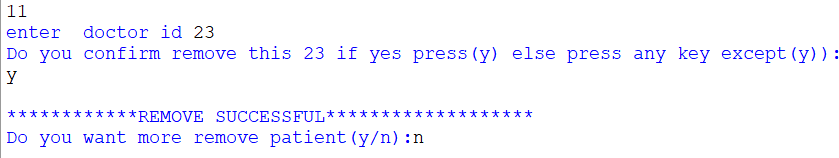 11
enter  doctor id 23
Do you confirm remove this 23 if yes press(y) else press any key except(y)):
y
************REMOVE SUCCESSFUL*******************
Do you want more remove patient(y/n):n